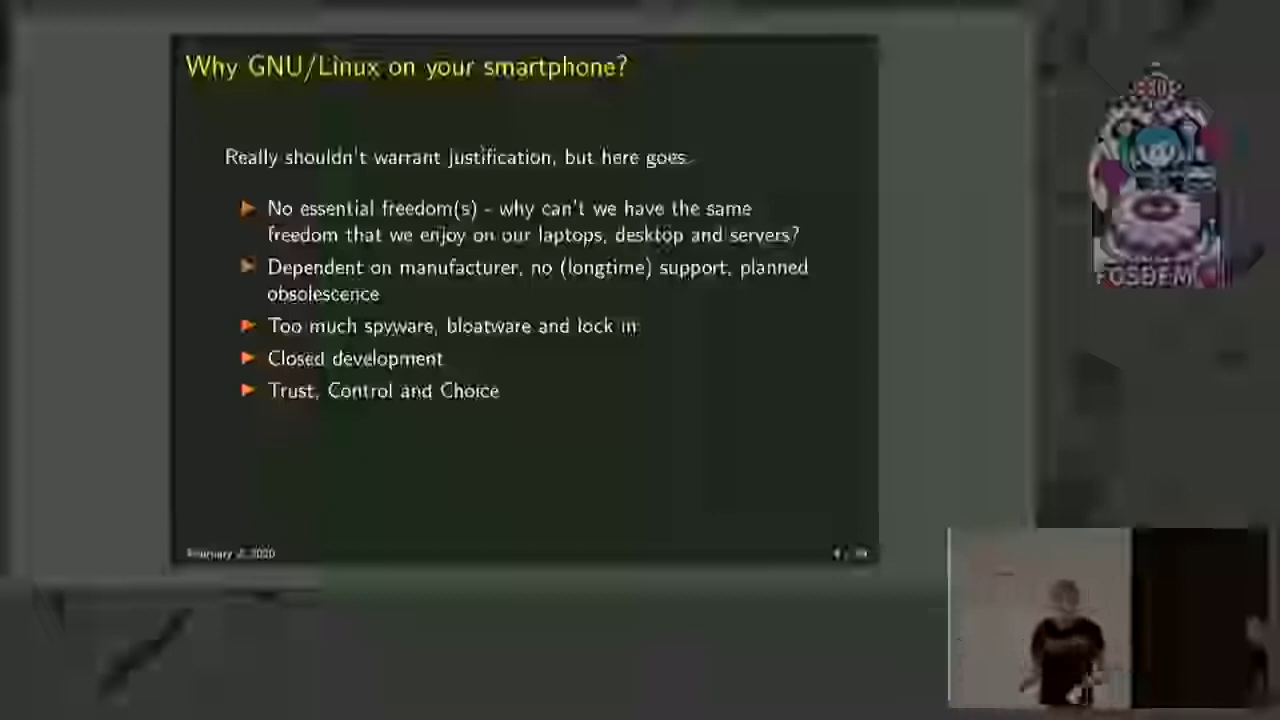 Why GNU/Linux on your smartphone?
Really shouldn't warrant justification, but here goes.
No essential freedom(s) - why can't we have the same
freedom that we enjoy on our laptops, desktop and servers?
Dependent on manufacturer, no (longtime) support, planned
obsolescence
Too much spyware, bloatware and lock in
Closed development
Trust, Control and Choice
February 2, 2020
FOSDEM